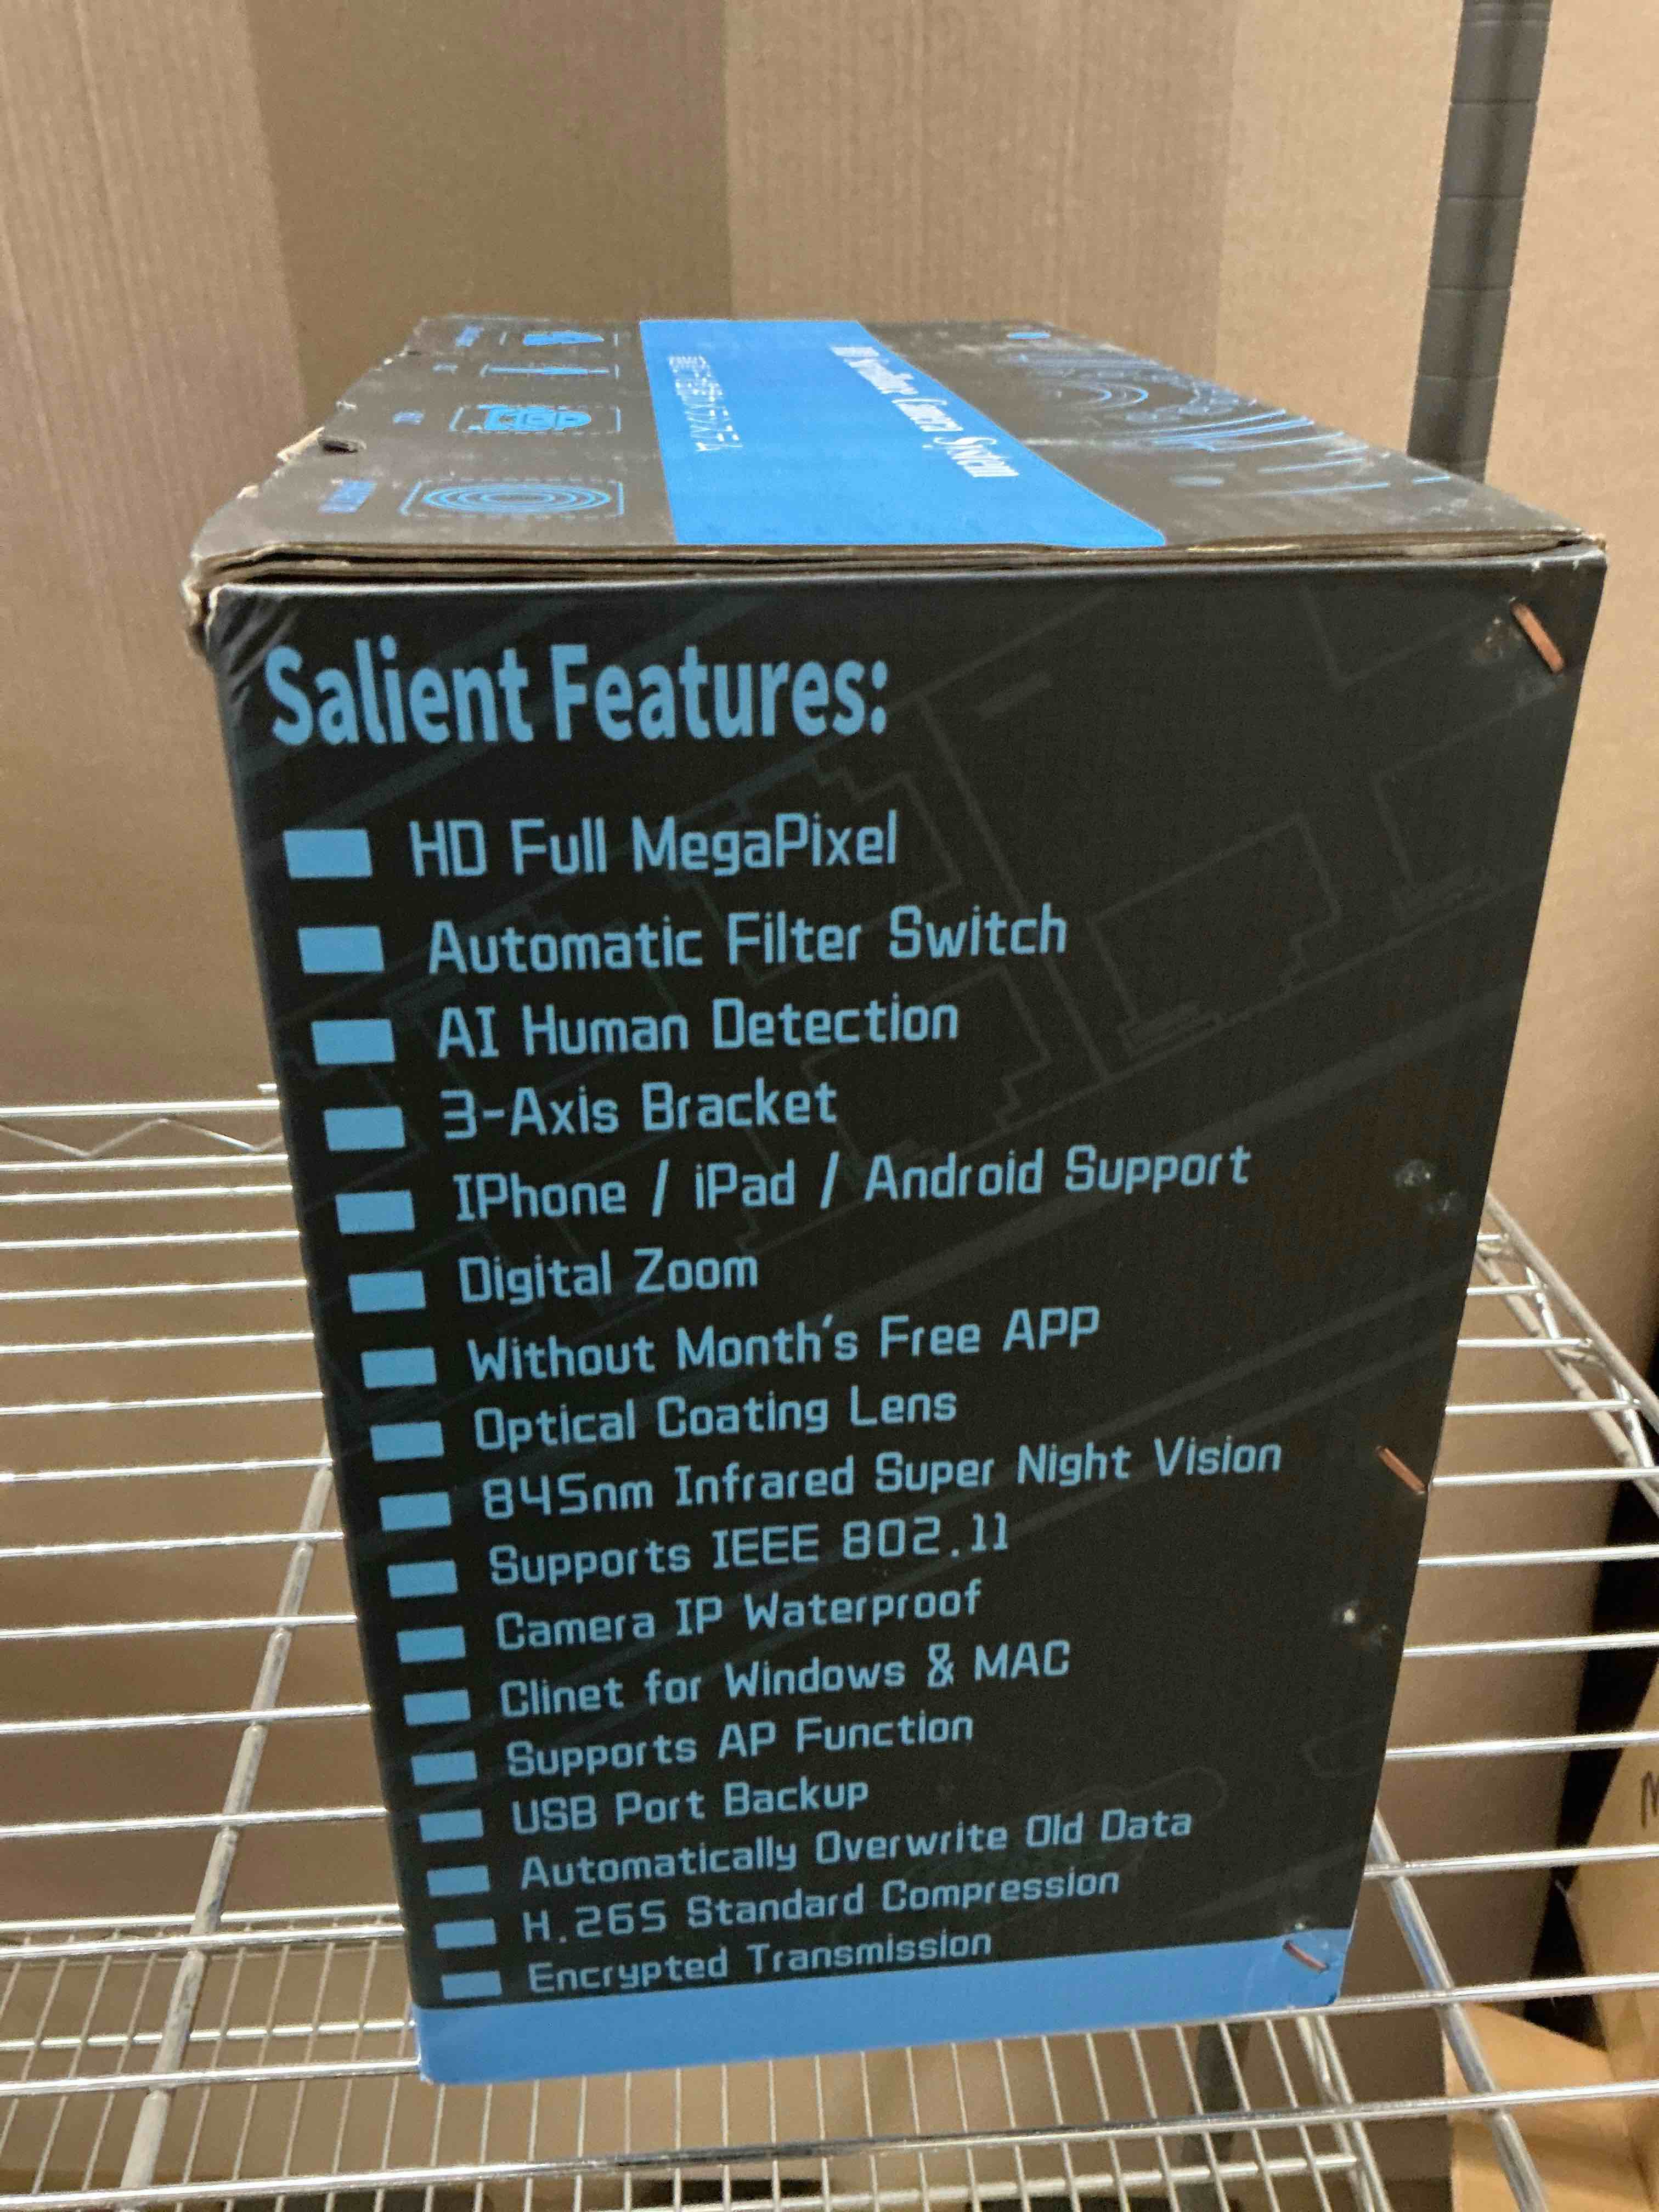 Camera System
Salient Features:
HD Full MegaPixel
Automatic Filter Switch
AI Human Detection
3-Axis Bracket
IPhone / iPad / Android Support
Digital Zoom
Without Month's Free APP
Optical Coating Lens
845nm Infrared Super Night Vision
Supports IEEE 802.11
Camera IP Waterproof
Clinet for Windows & MAC
Supports AP Function
USB Port Backup
Automatically Overwrite Old Data
H.265 Standard Compression
Encrypted Transmission